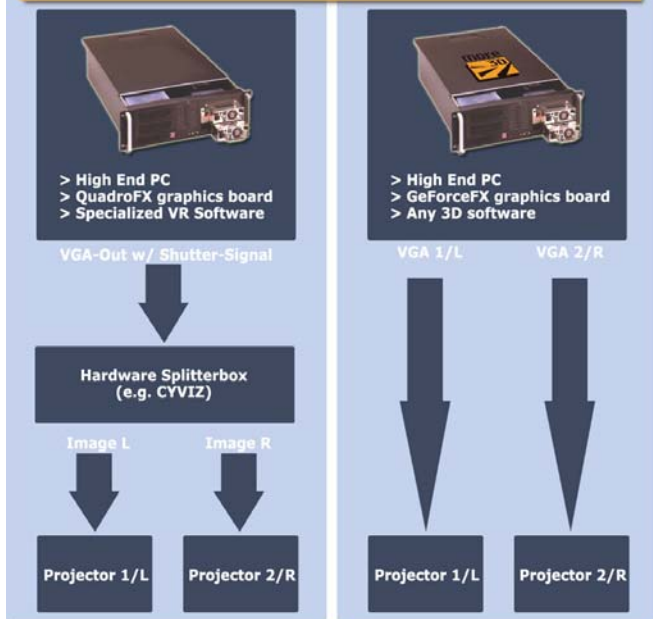 > High End PC
> QuadroFX graphics board
> Specialized VR Software
VGA-Out w/ Shutter-Signal
Hardware Splitterbox
(e.g. CYVIZ)
Image L
Image R
Projector 1/L
Projector 2/R
more
3D
> High End PC
> GeForceFX graphics board
> Any 3D software
VGA 1/L
VGA 2/R
Projector 1/L
Projector 2/R